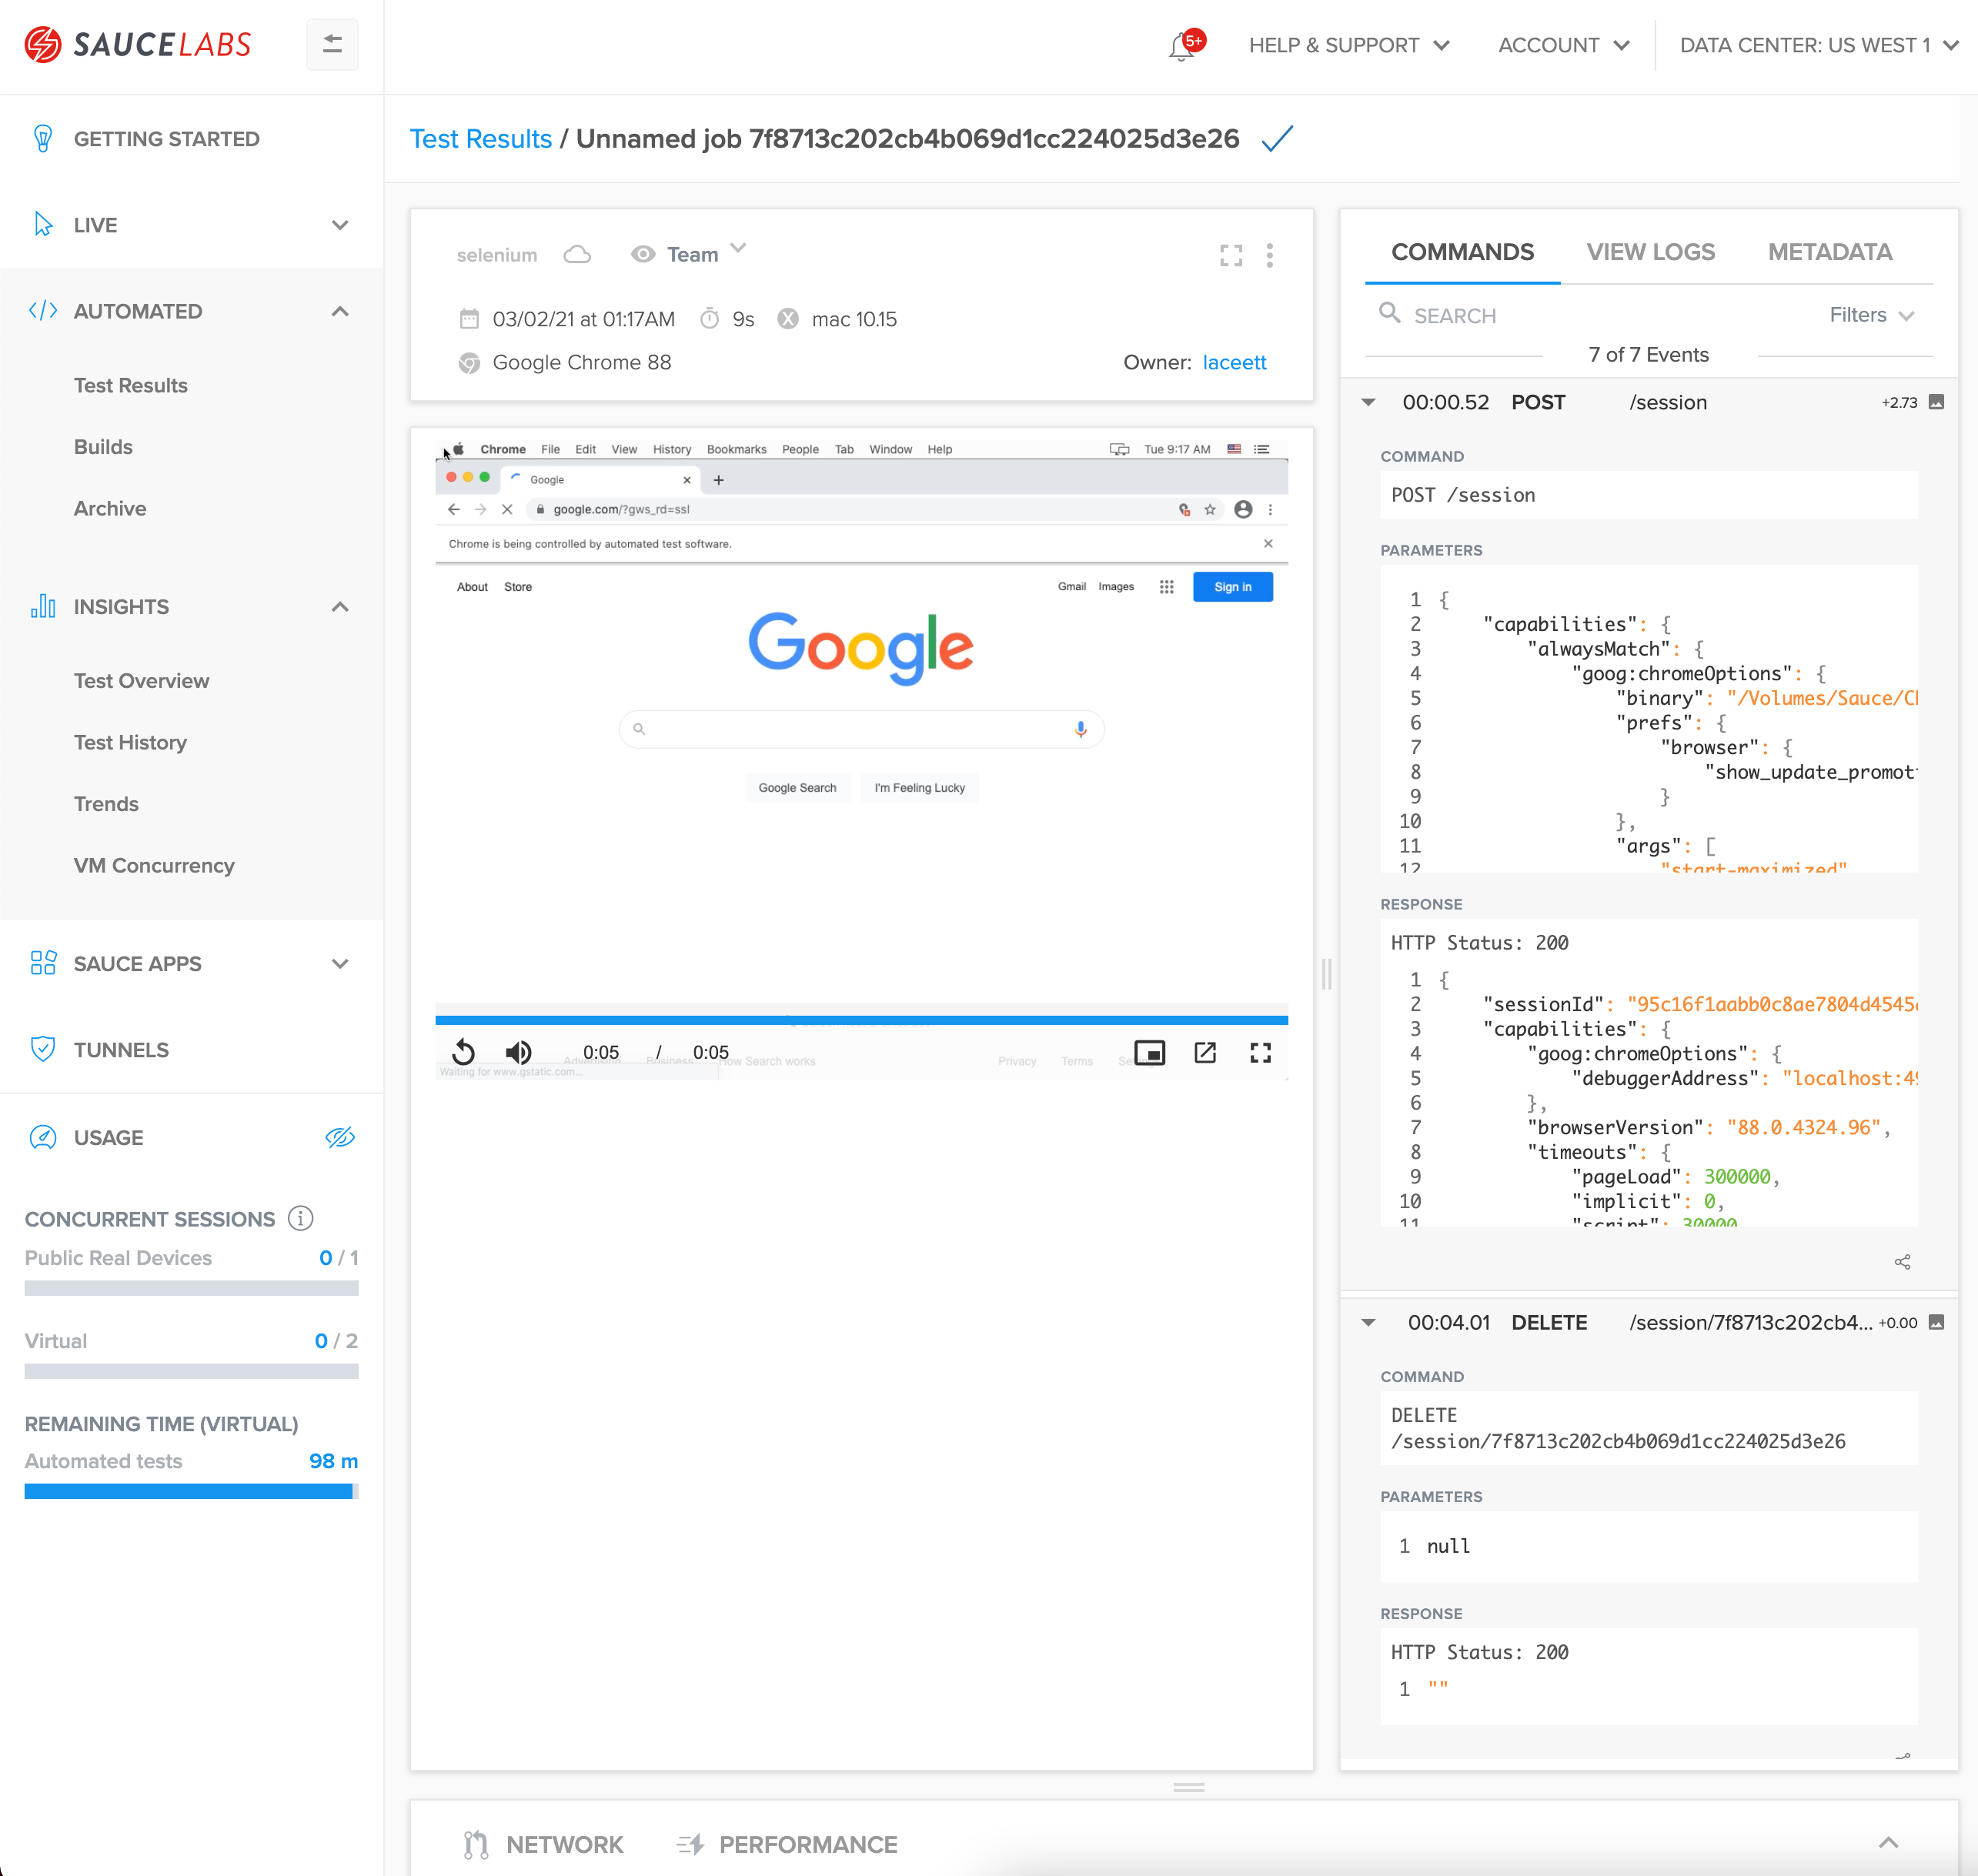 SAUCELABS
5+
HELP & SUPPORT
ACCOUNT
DATA CENTER: US WEST 1
GETTING STARTED
LIVE
AUTOMATED
Test Results
Builds
Archive
INSIGHTS
Test Overview
Test History
Trends
VM Concurrency
SAUCE APPS
TUNNELS
USAGE
CONCURRENT SESSIONS
Public Real Devices 0 / 1
Virtual 0 / 2
REMAINING TIME (VIRTUAL)
Automated tests 98 m
Test Results / Unnamed job 7f8713c202cb4b069d1cc224025d3e26
selenium Team
03/02/21 at 01:17AM 9s mac 10.15
Google Chrome 88 Owner: laceett
Chrome File Edit View History Bookmarks People Tab Window Help Tue 9:17 AM
Google
google.com/?gws_rd=ssl
Chrome is being controlled by automated test software.
About Store Gmail Images Sign in
Google
Google Search I'm Feeling Lucky
0:05 / 0:05
Business How Search works Privacy Terms
Waiting for www.gstatic.com...
COMMANDS VIEW LOGS METADATA
SEARCH Filters
7 of 7 Events
00:00.52 POST /session +2.73
COMMAND
POST /session
PARAMETERS
1 {
2 "capabilities": {
3 "alwaysMatch": {
4 "goog:chromeOptions": {
5 "binary": "/Volumes/Sauce/
6 "prefs": {
7 "browser": {
8 "show_update_promot
9 }
10 },
11 "args": [
12 "start-maximized"
RESPONSE
HTTP Status: 200
1 {
2 "sessionId": "95c16f1aabb0c8ae7804d4545
3 "capabilities": {
4 "goog:chromeOptions": {
5 "debuggerAddress": "localhost:4
6 },
7 "browserVersion": "88.0.4324.96",
8 "timeouts": {
9 "pageLoad": 300000,
10 "implicit": 0,
11 "script": 30000
00:04.01 DELETE /session/7f8713c202cb4... +0.00
COMMAND
DELETE
/session/7f8713c202cb4b069d1cc224025d3e26
PARAMETERS
1 null
RESPONSE
HTTP Status: 200
1 ""
NETWORK PERFORMANCE